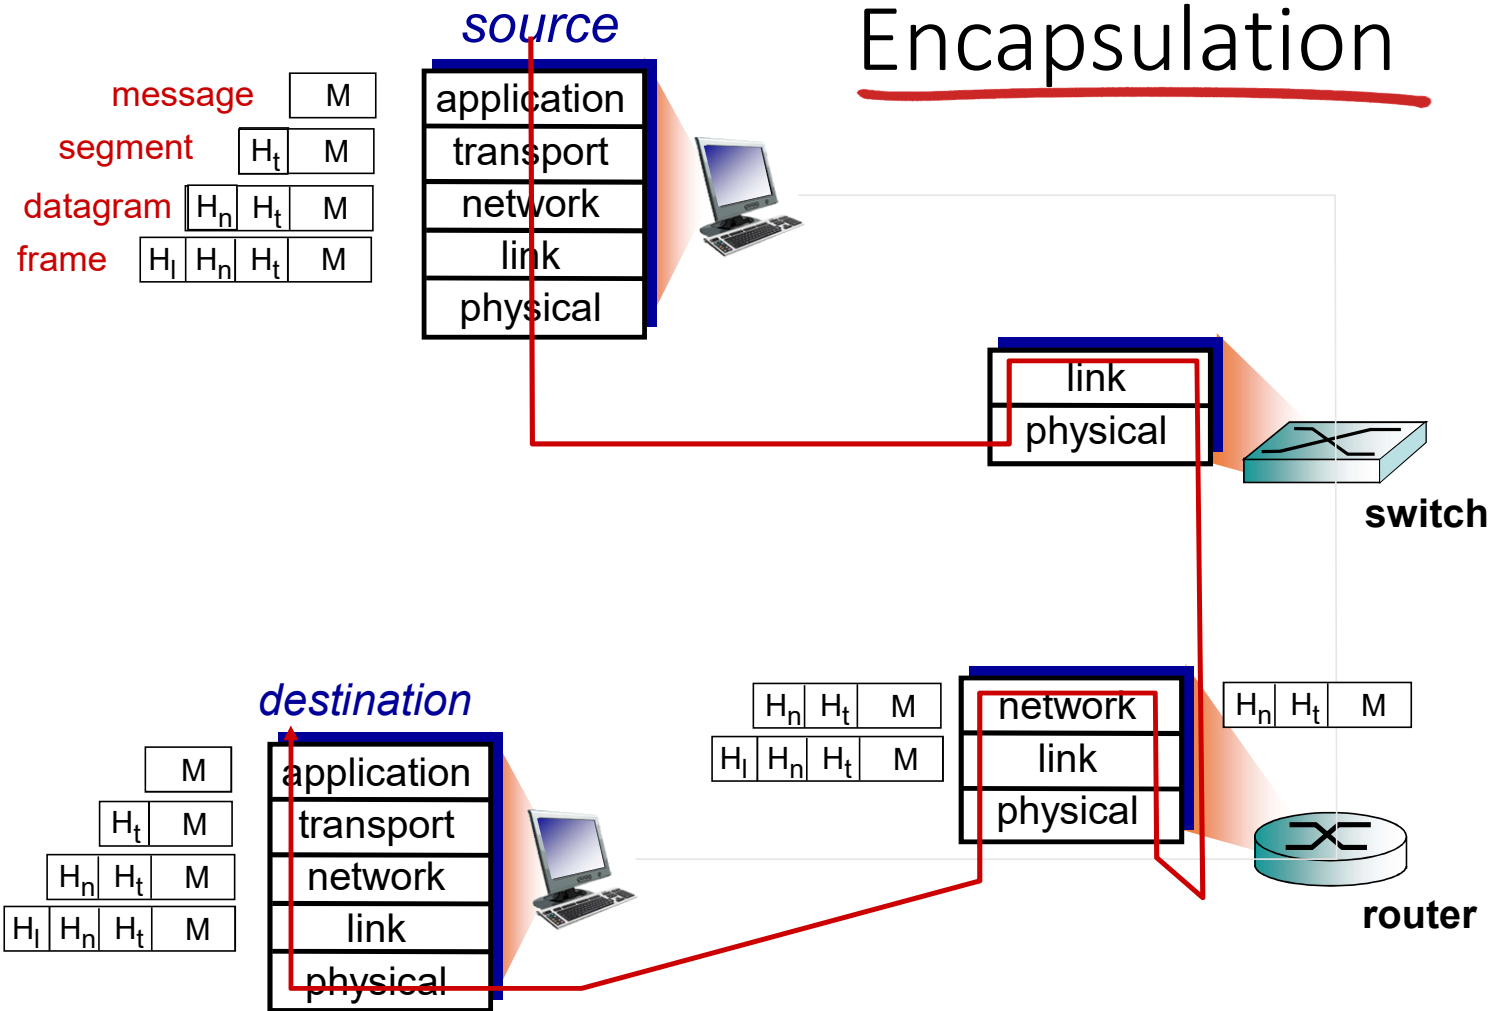 Encapsulation
source
message M
segment Ht M
datagram Hn Ht M
frame Hl Hn Ht M
application
transport
network
link
physical
link
physical
switch
Hn Ht M
Hl Hn Ht M
network
link
physical
Hn Ht M
router
destination
M
Ht M
Hn Ht M
Hl Hn Ht M
application
transport
network
link
physical